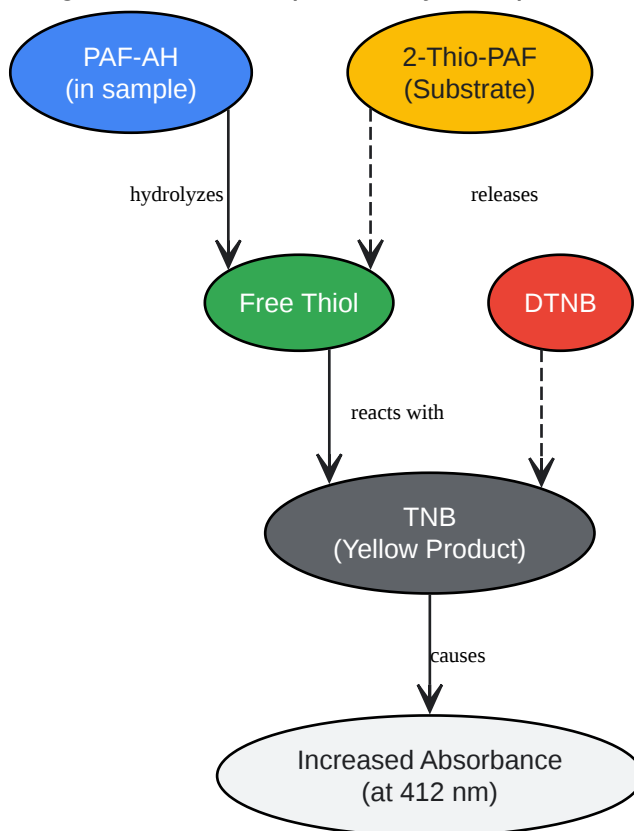 PAF-AH
(in sample)
2-Thio-PAF
(Substrate)
hydrolyzes
releases
Free Thiol
DTNB
reacts with
TNB
(Yellow Product)
causes
Increased Absorbance
(at 412 nm)